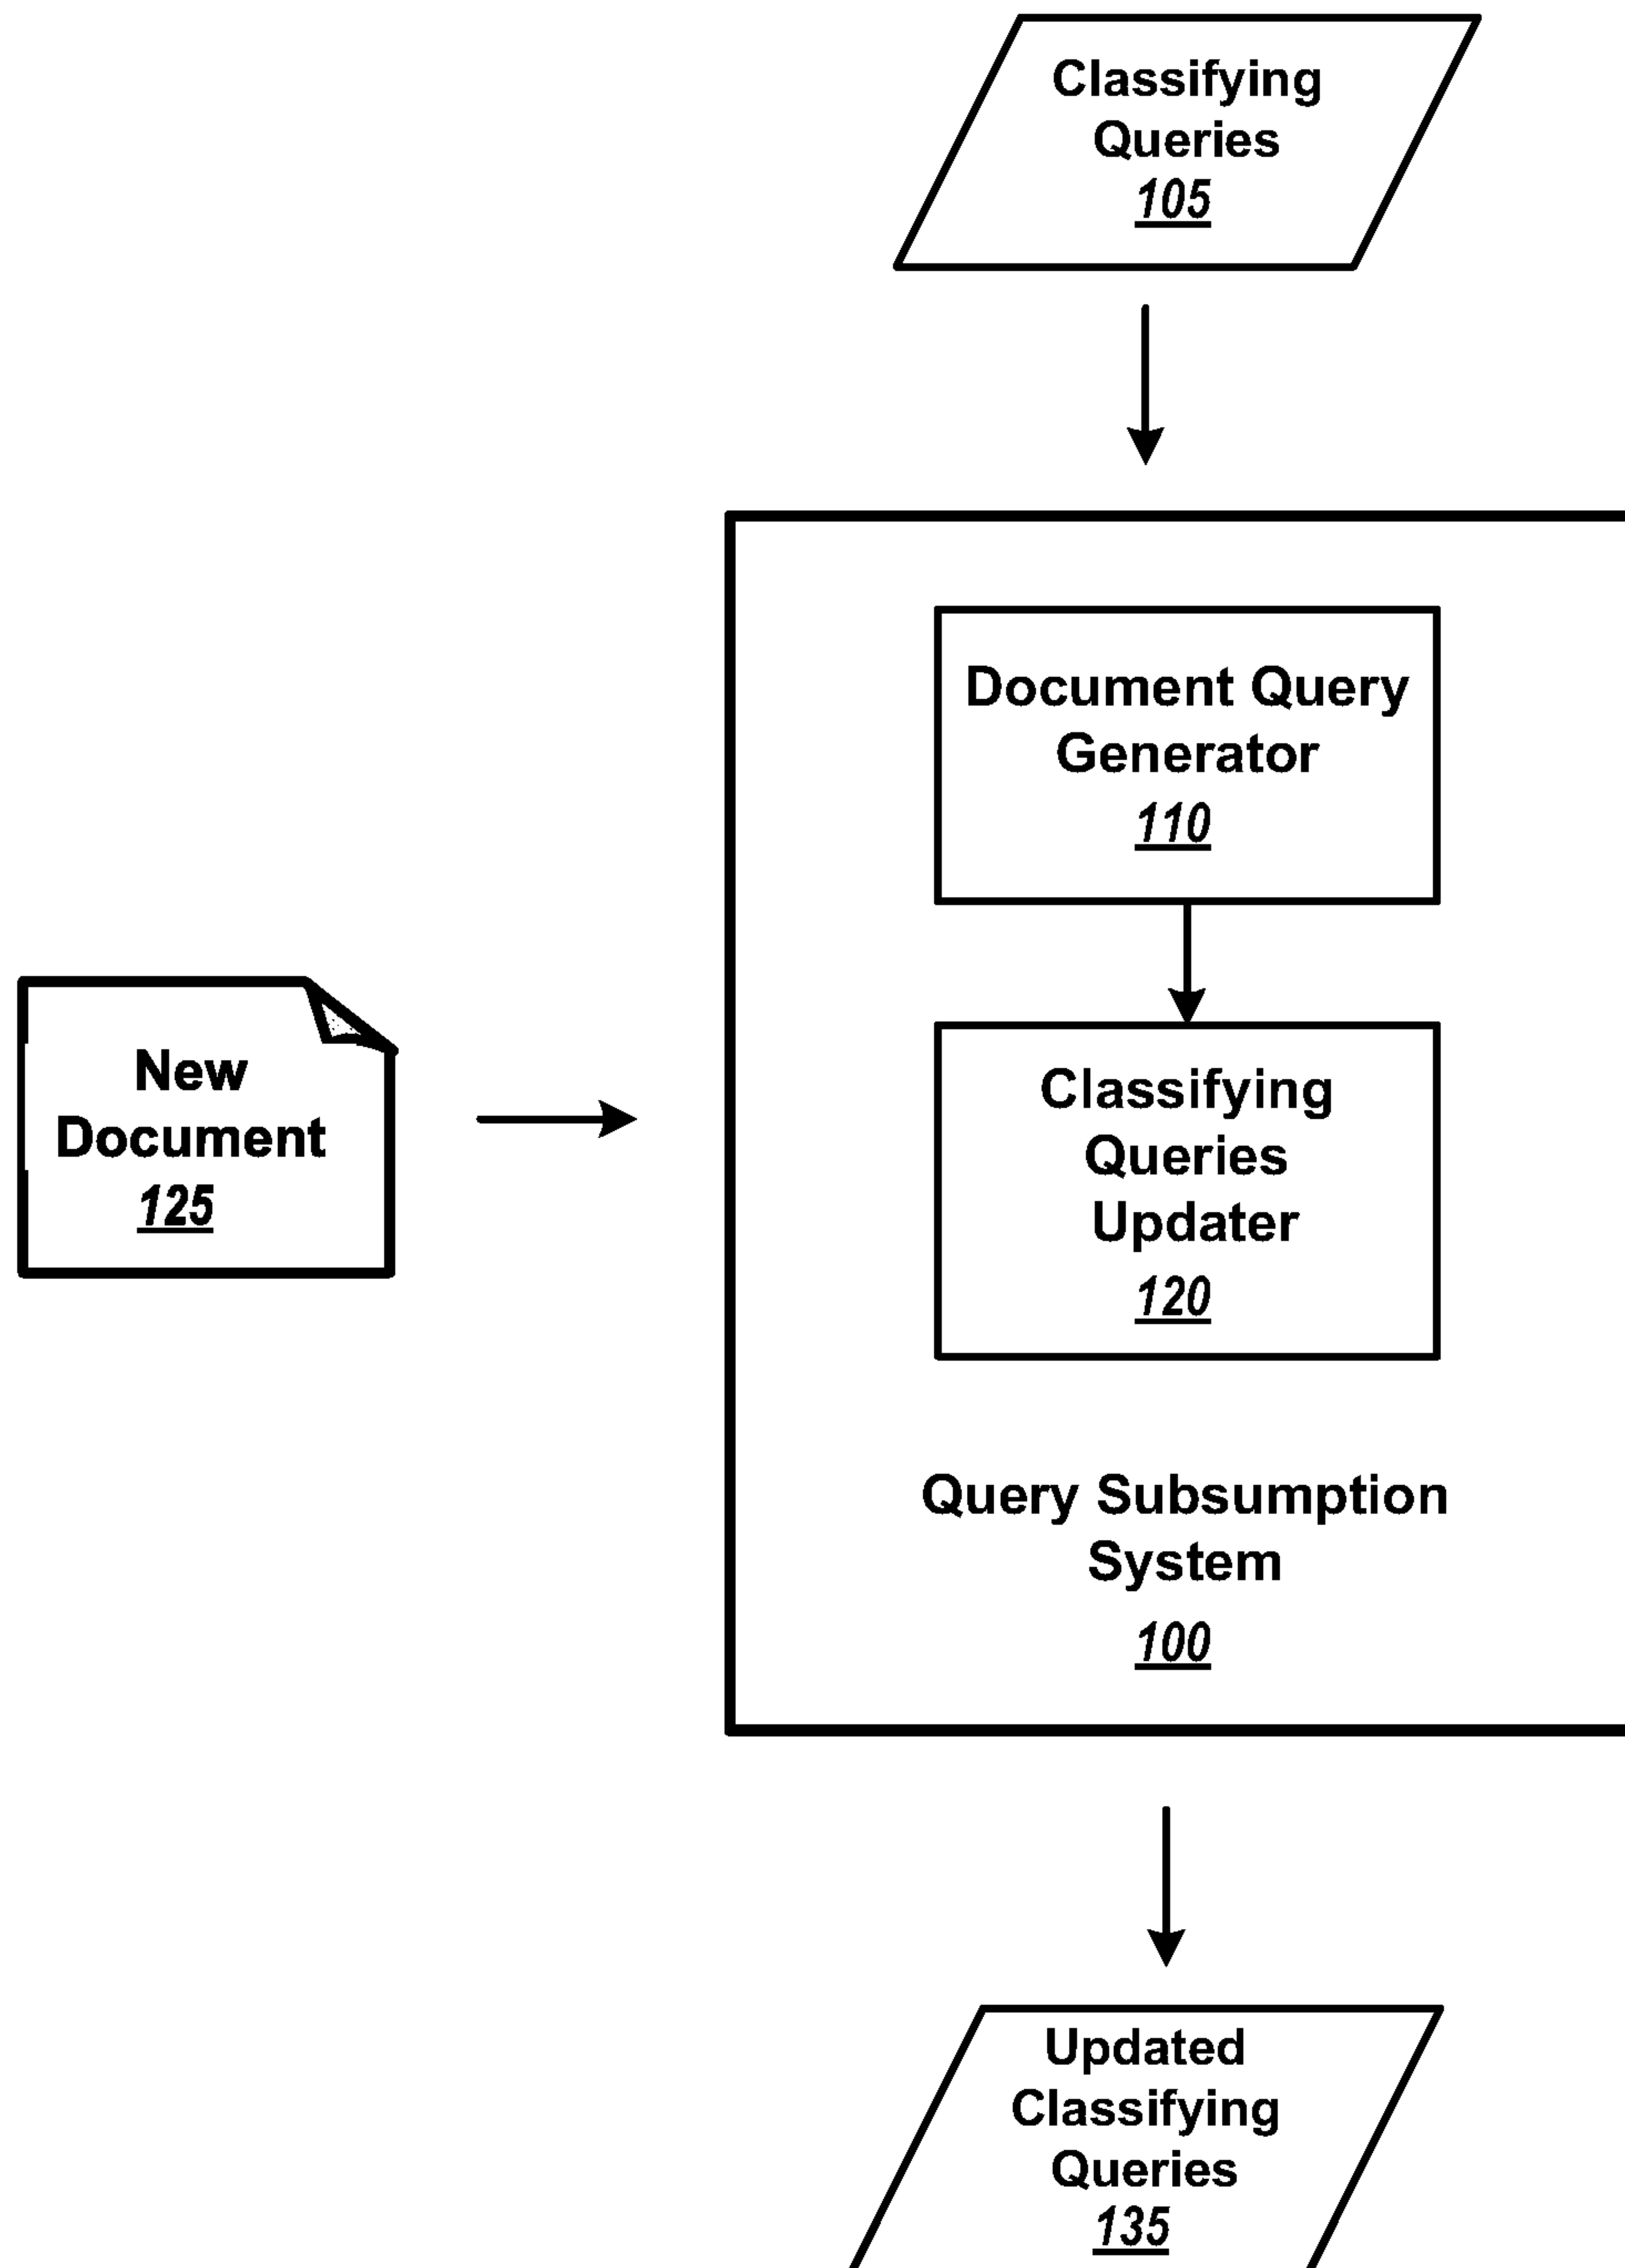 Classifying
Queries
105
Document Query
Generator
110
New
Document
125
Classifying
Queries
Updater
120
Query Subsumption
System
100
Updated
Classifying
Queries
135